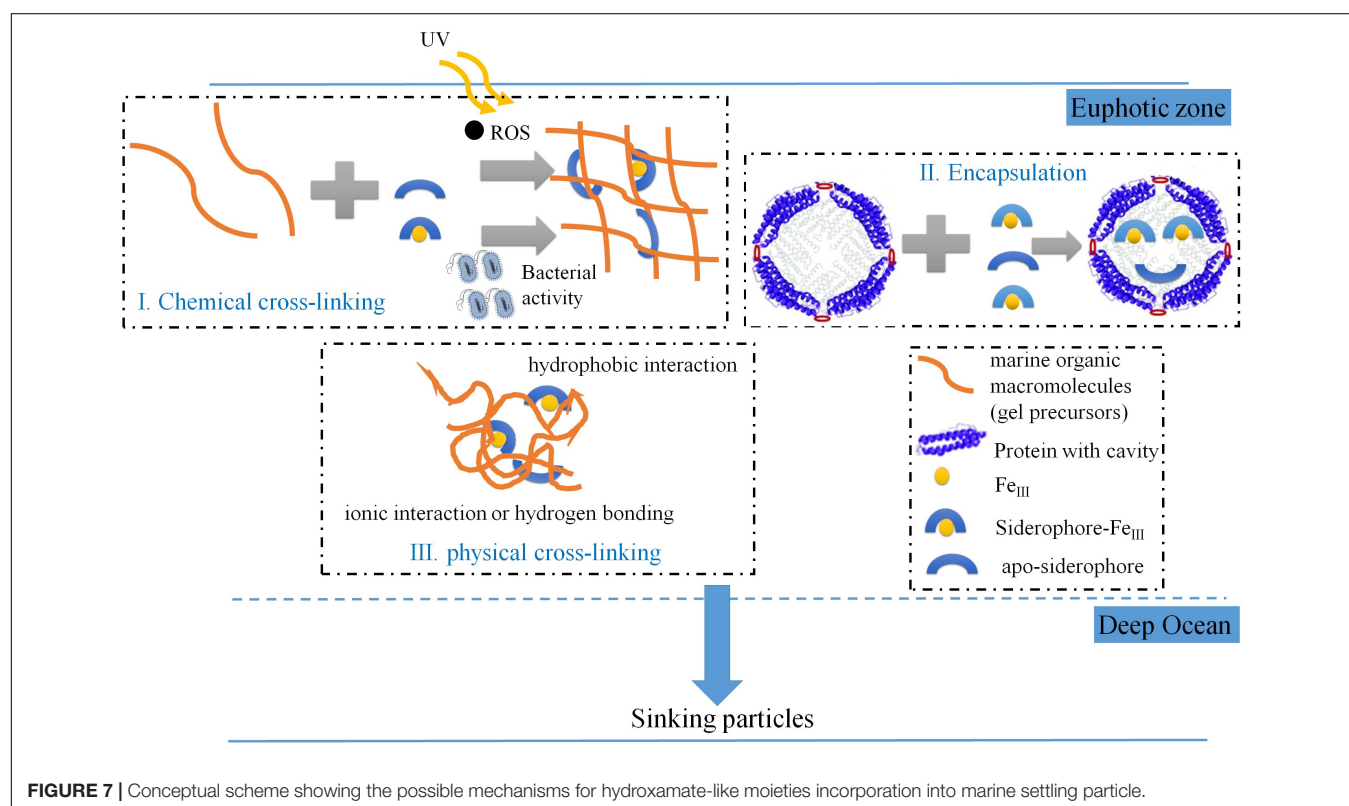 UV
Euphotic zone
ROS
II. Encapsulation
Bacterial
activity
I. Chemical cross-linking
hydrophobic interaction
ionic interaction or hydrogen bonding
III. physical cross-linking
marine organic
macromolecules
(gel precursors)
Protein with cavity
FeIII
Siderophore-FeIII
apo-siderophore
Deep Ocean
Sinking particles
FIGURE 7 | Conceptual scheme showing the possible mechanisms for hydroxamate-like moieties incorporation into marine settling particle.